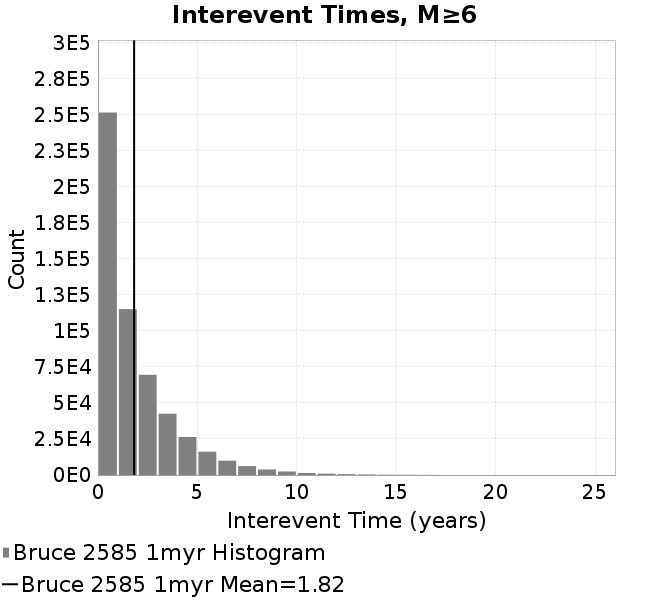 Interevent Times, M≥6
3E5
2.8E5
2.5E5
2.3E5
2E5
1.8E5
1.5E5
1.3E5
1E5
7.5E4
5E4
2.5E4
0E0
Count
0 5 10 15 20 25
Interevent Time (years)
Bruce 2585 1myr Histogram
Bruce 2585 1myr Mean=1.82